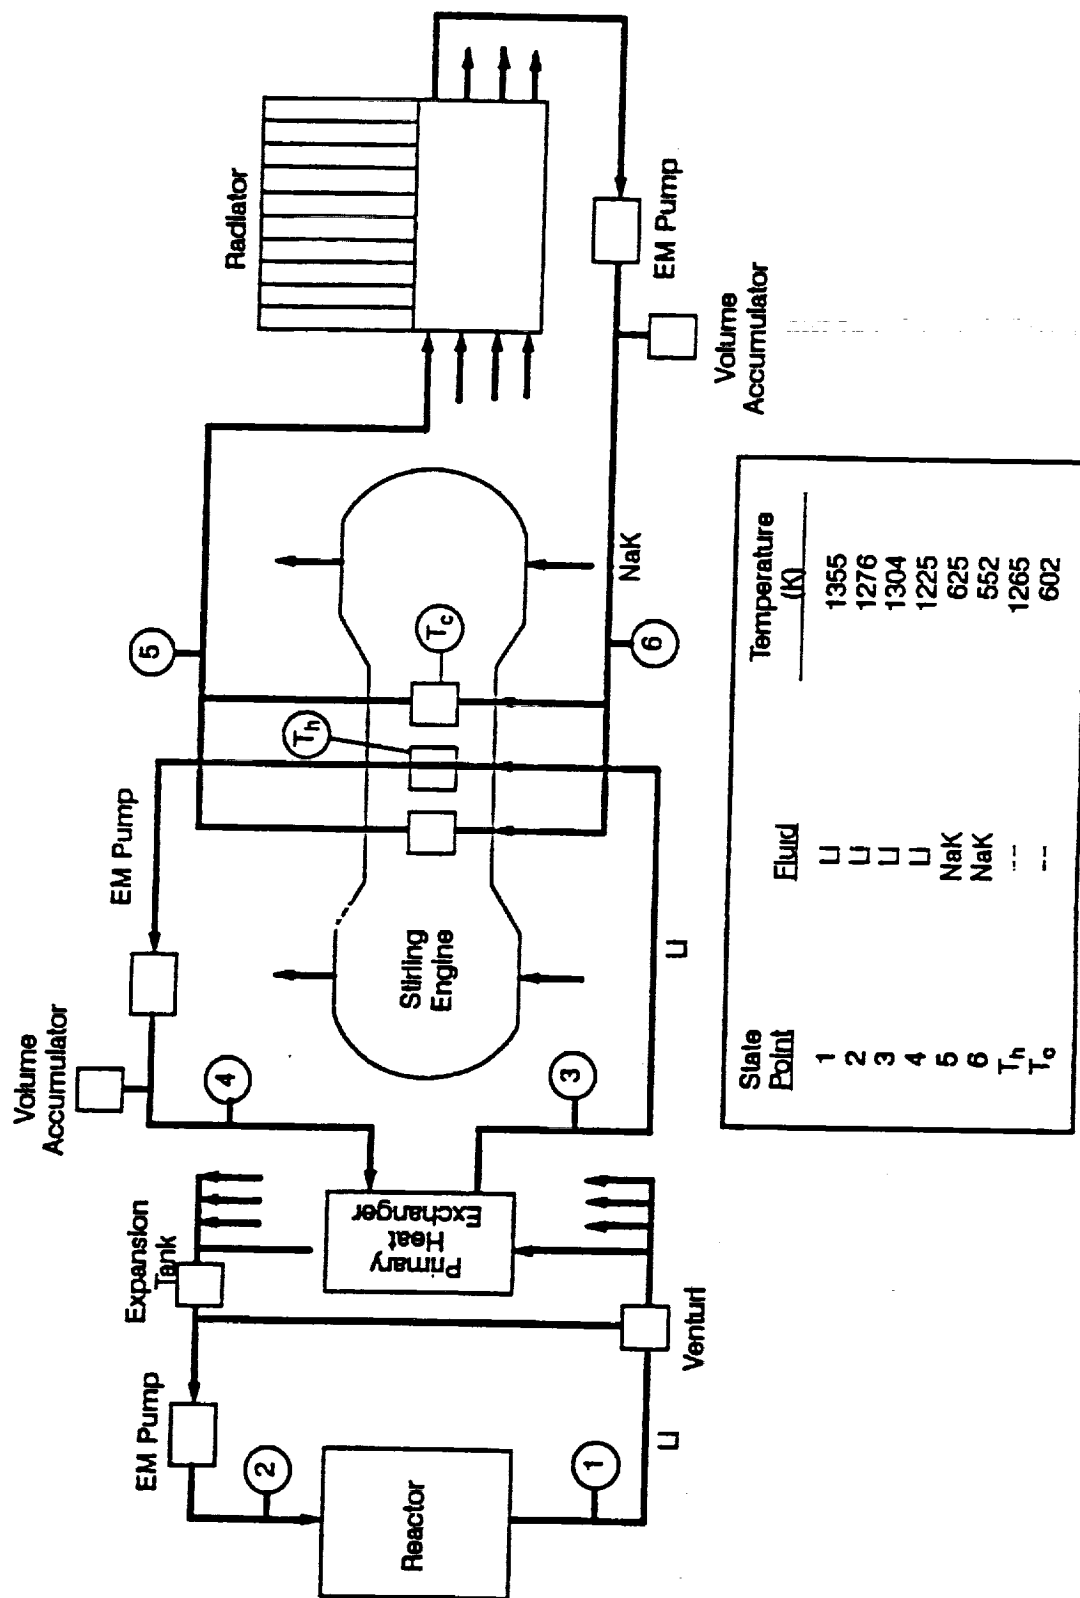 Volume
Accumulator
EM Pump
Expansion
Tank
EM Pump
Radiator
2
4
5
Reactor
Primary
Heat
Exchanger
Stirling
Engine
Th
Tc
1
3
6
Li
Venturi
Li
NaK
EM Pump
Volume
Accumulator
State
Point Fluid Temperature
(K)
1 Li 1355
2 Li 1276
3 Li 1304
4 Li 1225
5 NaK 625
6 NaK 552
Th -- 1265
Tc -- 602